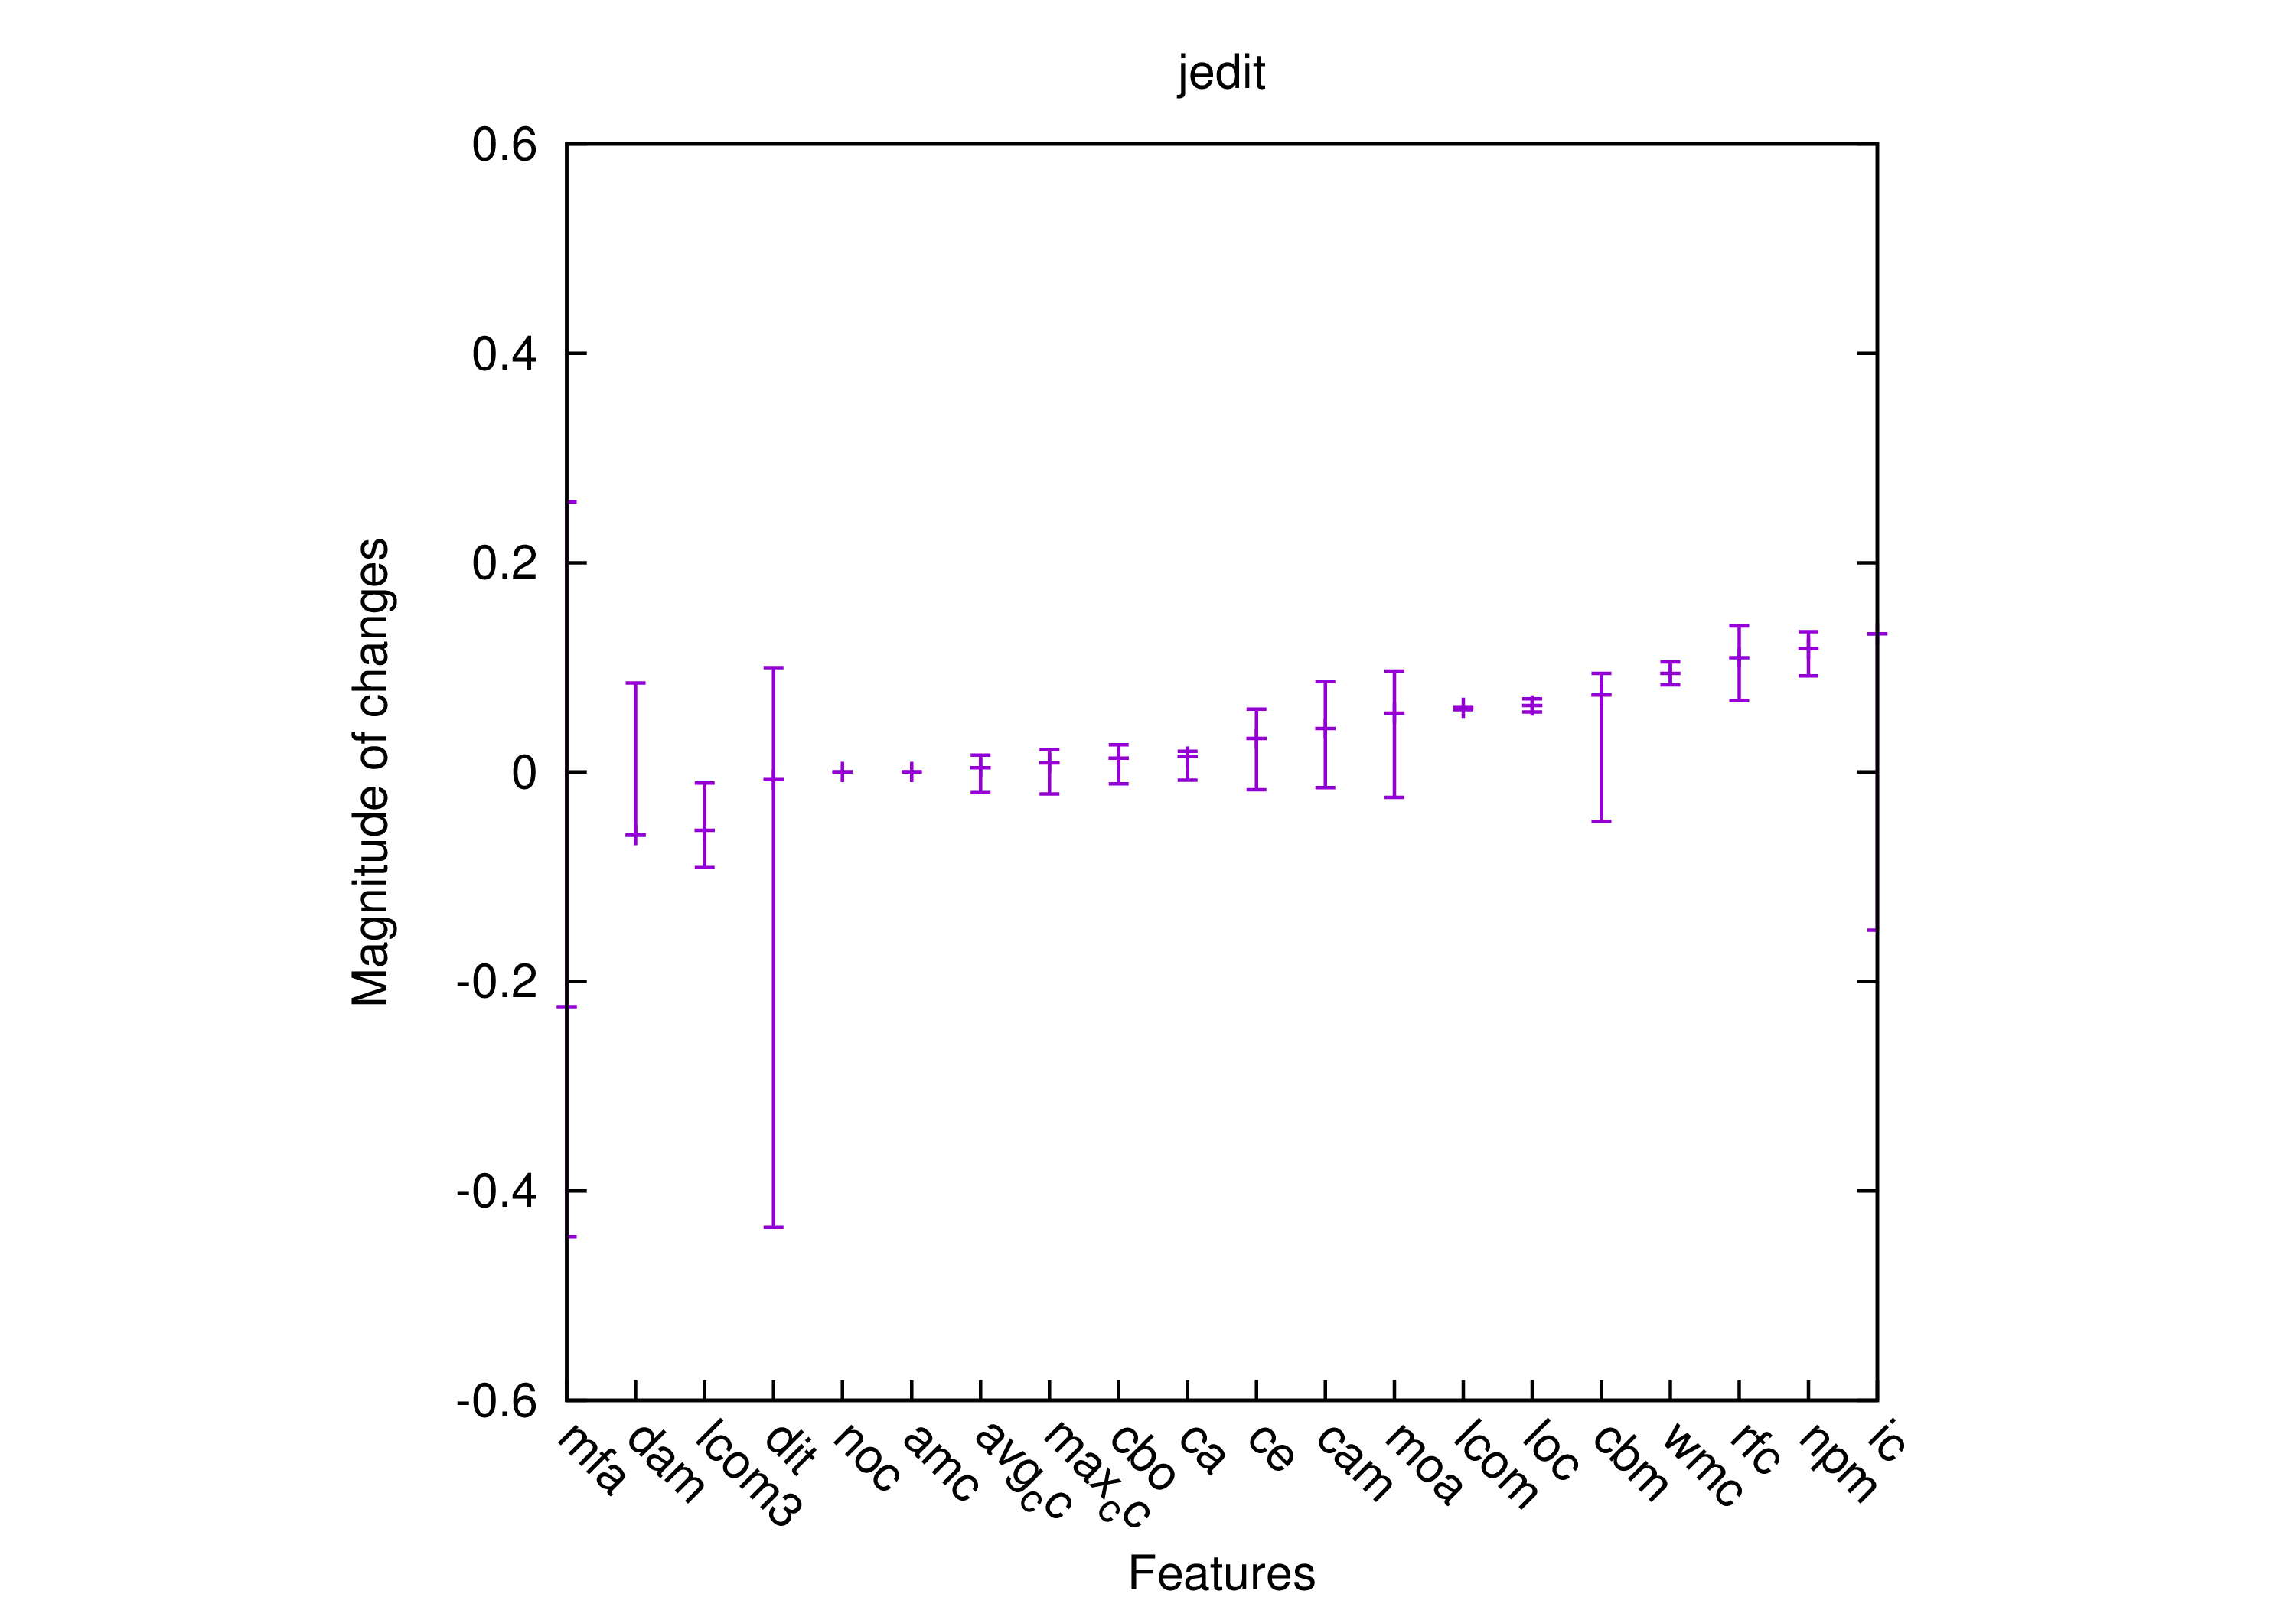 jedit
0.6
0.4
0.2
0
-0.2
-0.4
-0.6
Magnitude of changes
mfa
dam
lcom3
dit
noc
amc
avgcc
maxcc
cbo
ca
ce
cam
moa
lcom
loc
cbm
wmc
rfc
npm
ic
Features